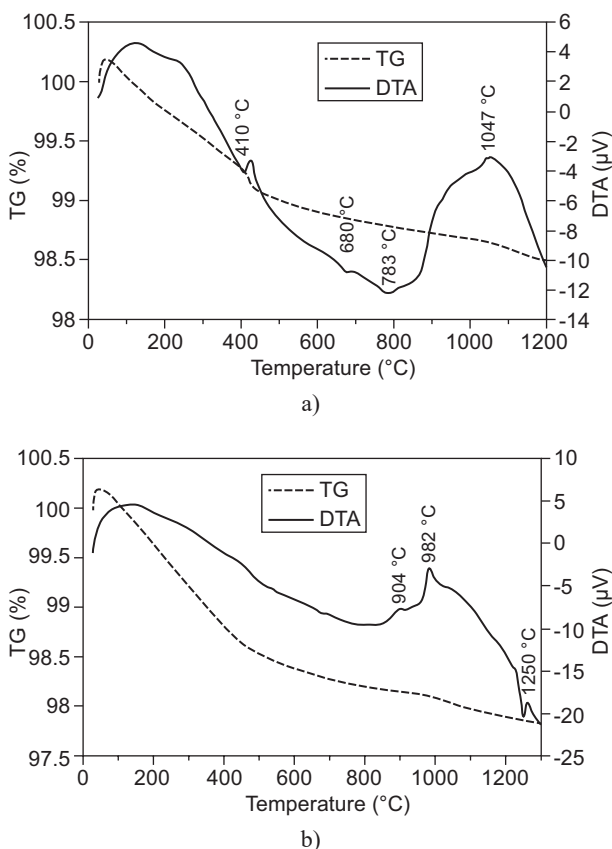 100.5
100
99.5
99
98.5
98
TG (%)
6
4
2
0
-2
-4
-6
-8
-10
-12
-14
DTA (µV)
TG
DTA
410 °C
680 °C
783 °C
1047 °C
0 200 400 600 800 1000 1200
Temperature (°C)
a)
100.5
100
99.5
99
98.5
98
97.5
TG (%)
10
5
0
-5
-10
-15
-20
-25
DTA (µV)
TG
DTA
904 °C
982 °C
1250 °C
0 200 400 600 800 1000 1200
Temperature (°C)
b)